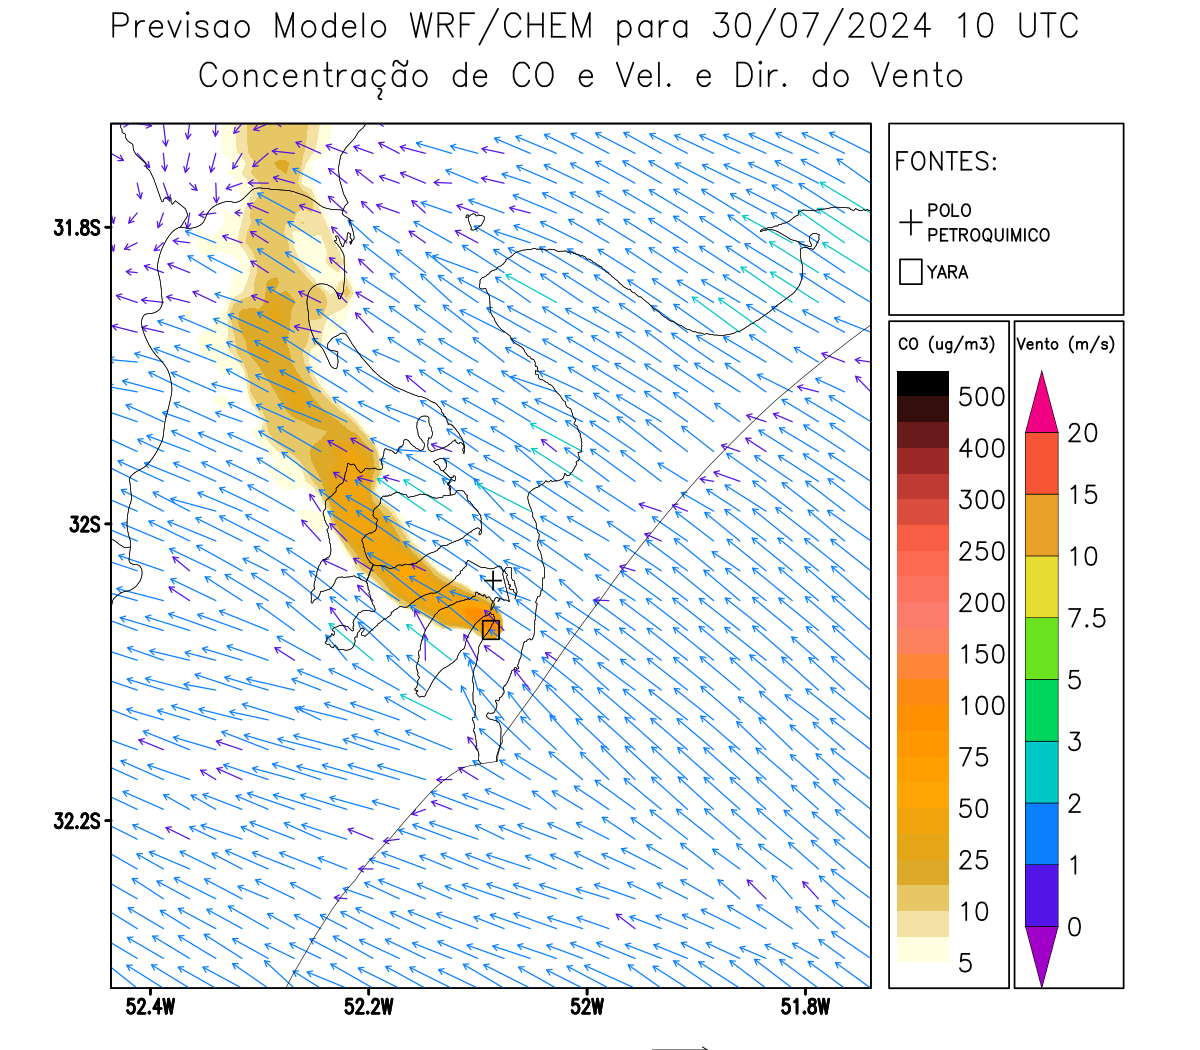 Previsao Modelo WRF/CHEM para 30/07/2024 10 UTC
Concentração de CO e Vel. e Dir. do Vento
FONTES:
POLO
PETROQUIMICO
YARA
CO (ug/m3)
500
400
300
250
200
150
100
75
50
25
10
5
Vento (m/s)
20
15
10
7.5
5
3
2
1
0
31.8S
32S
32.2S
52.4W
52.2W
52W
51.8W